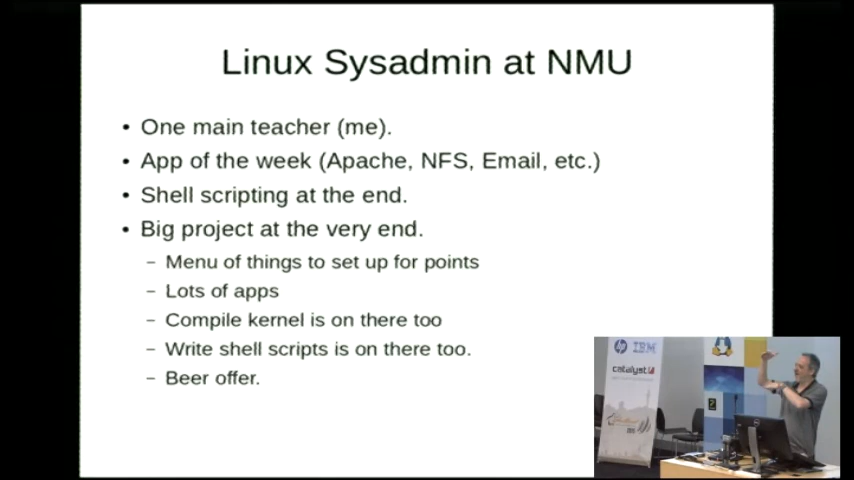 Linux Sysadmin at NMU
• One main teacher (me).
• App of the week (Apache, NFS, Email, etc.)
• Shell scripting at the end.
• Big project at the very end.
– Menu of things to set up for points
– Lots of apps
– Compile kernel is on there too
– Write shell scripts is on there too.
– Beer offer.
hp IBM
catalyst